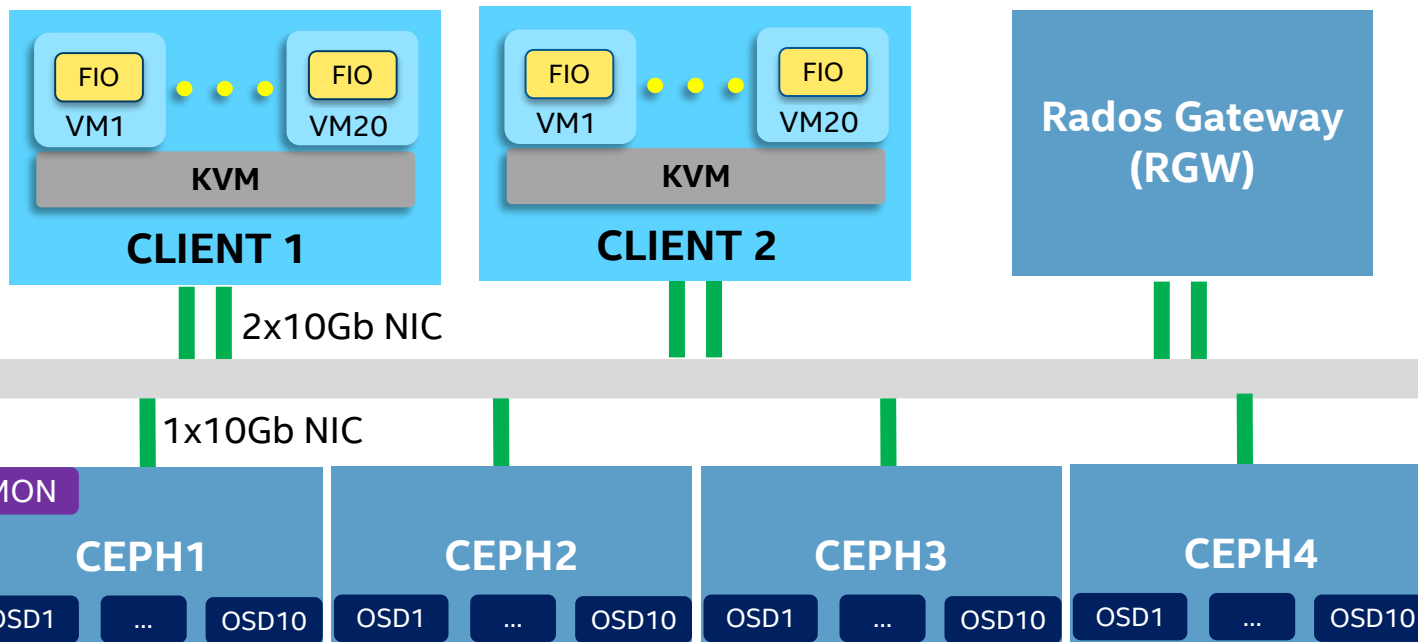 FIO
FIO
VM1
VM20
KVM
CLIENT 1
FIO
FIO
VM1
VM20
KVM
CLIENT 2
Rados Gateway
(RGW)
2x10Gb NIC
1x10Gb NIC
MON
CEPH1
OSD1
...
OSD10
CEPH2
OSD1
...
OSD10
CEPH3
OSD1
...
OSD10
CEPH4
OSD1
...
OSD10